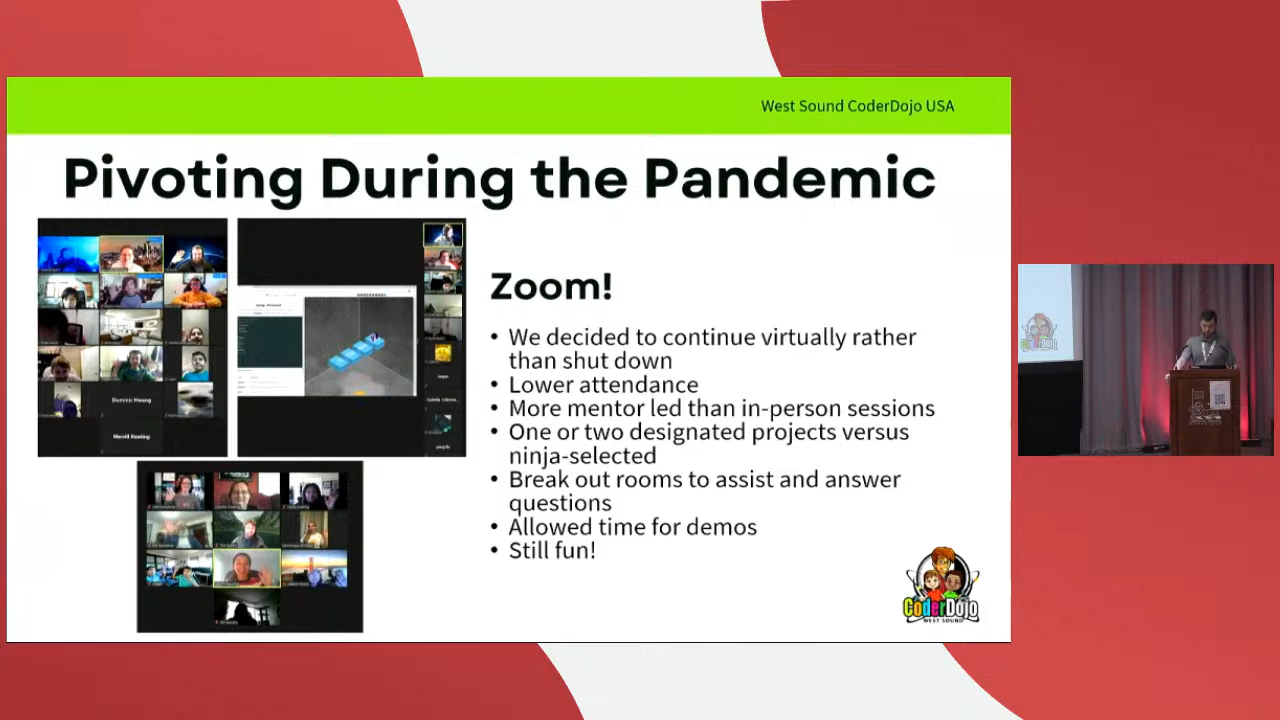 West Sound CoderDojo USA
Pivoting During the Pandemic
Zoom!
• We decided to continue virtually rather
than shut down
• Lower attendance
• More mentor led than in-person sessions
• One or two designated projects versus
ninja-selected
• Break out rooms to assist and answer
questions
• Allowed time for demos
• Still fun!
Dominic Hwang
CoderDojo
WEST SOUND